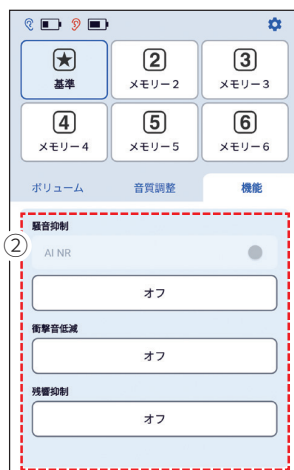 ★ 2 3
基準 メモリー2 メモリー3
4 5 6
メモリー4 メモリー5 メモリー6
ボリューム 音質調整 機能
騒音抑制
②
AI NR
オフ
衝撃音低減
オフ
残響抑制
オフ